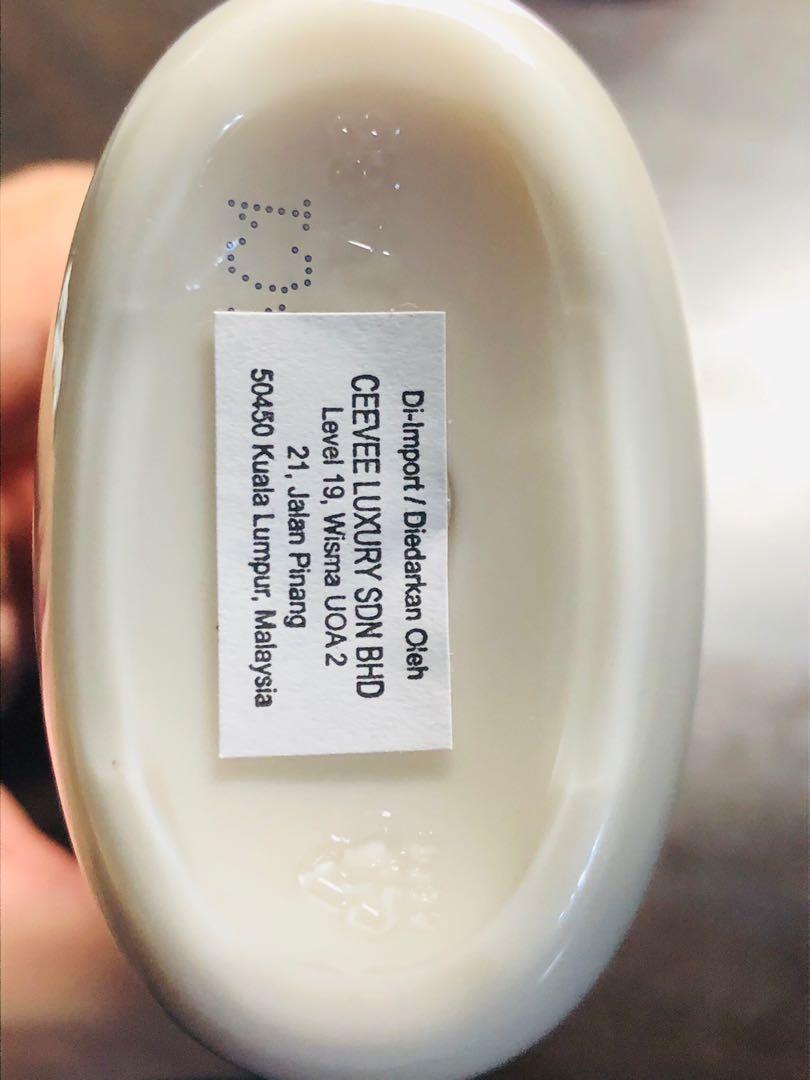 Di-Import / Diedarkan Oleh
CEEVEE LUXURY SDN BHD
Level 19, Wisma UOA 2
21, Jalan Pinang
50450 Kuala Lumpur, Malaysia